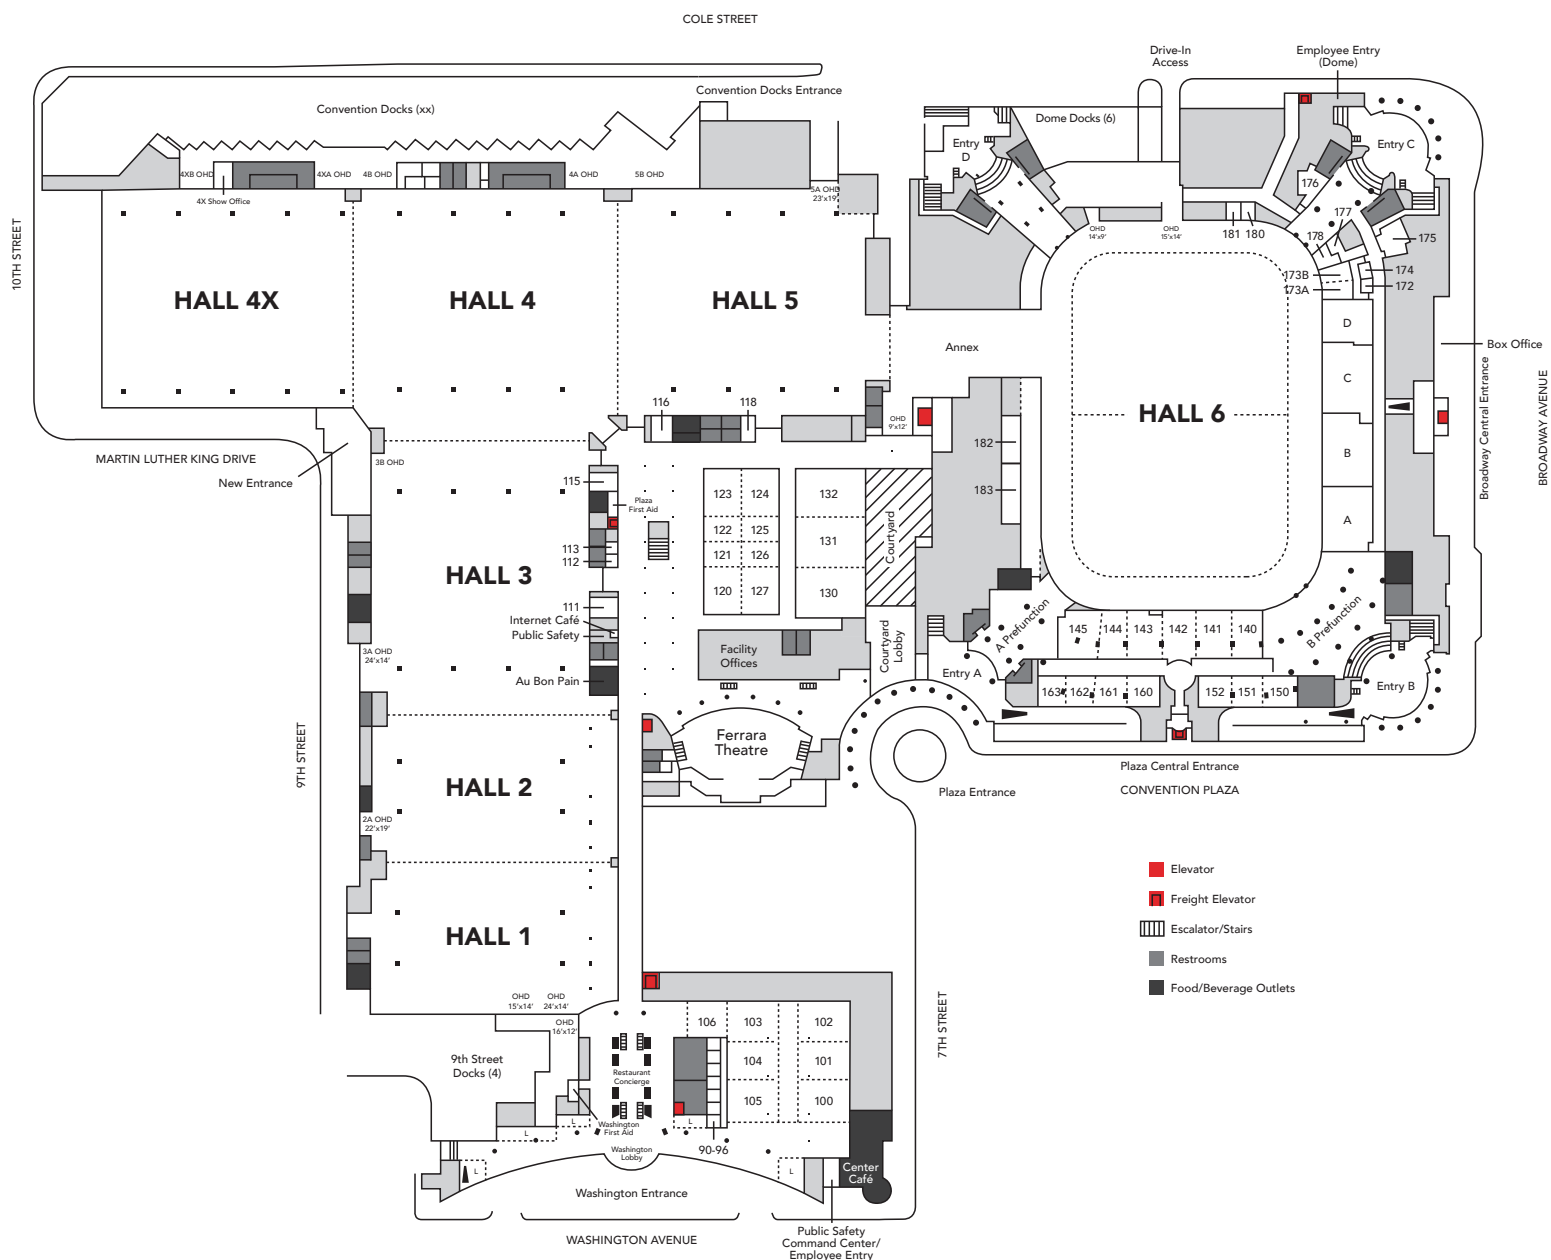 COLE STREET
Drive-In
Access
Employee Entry
(Dome)
Convention Docks Entrance
Convention Docks (xx)
Dome Docks (6)
Entry
D
Entry C
4XB OHD
4XA OHD
4B OHD
4A OHD
5B OHD
5A OHD
23'x19'
4X Show Office
176
177
178
175
181
180
OHD
14'x9'
OHD
15'x14'
10TH STREET
HALL 4X
HALL 4
HALL 5
173B
173A
174
172
D
Annex
Box Office
C
HALL 6
Broadway Central Entrance
BROADWAY AVENUE
116
118
OHD
9'x12'
182
183
B
A
MARTIN LUTHER KING DRIVE
New Entrance
3B OHD
115
Plaza
First Aid
113
112
123
124
132
122
125
131
121
126
120
127
130
Courtyard
HALL 3
111
Internet Café
Public Safety
Au Bon Pain
3A OHD
24'x14'
Facility
Offices
Courtyard
Lobby
A Prefunction
B Prefunction
145
144
143
142
141
140
Entry A
163
162
161
160
152
151
150
Entry B
Ferrara
Theatre
9TH STREET
HALL 2
2A OHD
22'x19'
Plaza Entrance
Plaza Central Entrance
CONVENTION PLAZA
HALL 1
Elevator
Freight Elevator
Escalator/Stairs
Restrooms
Food/Beverage Outlets
OHD
15'x14'
OHD
24'x14'
OHD
16'x12'
7TH STREET
106
103
102
104
101
105
100
9th Street
Docks (4)
Restaurant
Concierge
Washington
First Aid
L
L
L
L
L
90-96
Washington
Lobby
Center
Café
Washington Entrance
Public Safety
Command Center/
Employee Entry
WASHINGTON AVENUE